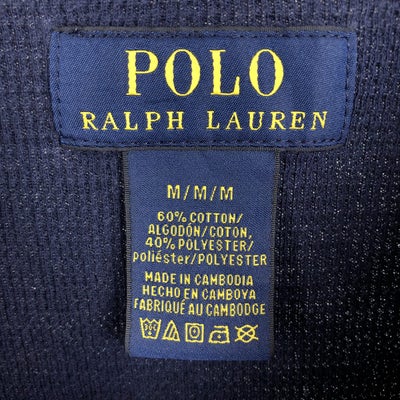 POLO
RALPH LAUREN
M/M/M
60% COTTON/
ALGODÓN/COTON,
40% POLYESTER/
poliéster/POLYESTER
MADE IN CAMBODIA
HECHO EN CAMBOYA
FABRIQUÉ AU CAMBODGE